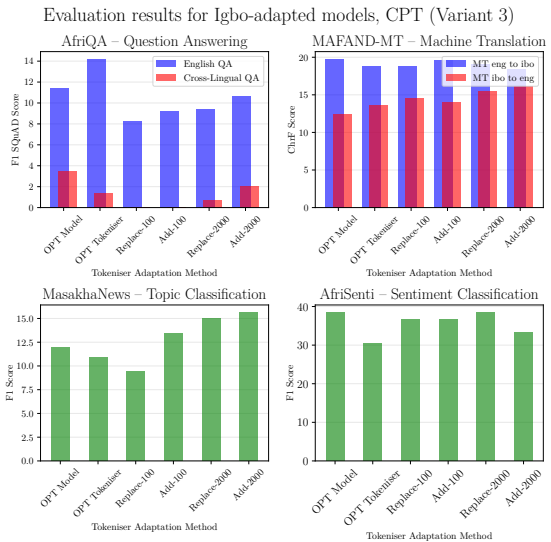 Evaluation results for Igbo-adapted models, CPT (Variant 3)
AfriQA – Question Answering
F1 SQuAD Score
14
12
10
8
6
4
2
0
English QA
Cross-Lingual QA
OPT Model
OPT Tokeniser
Replace-100
Add-100
Replace-2000
Add-2000
Tokeniser Adaptation Method
MAFAND-MT – Machine Translation
ChrF Score
20
15
10
5
0
MT eng to ibo
MT ibo to eng
OPT Model
OPT Tokeniser
Replace-100
Add-100
Replace-2000
Add-2000
Tokeniser Adaptation Method
MasakhaNews – Topic Classification
F1 Score
15.0
12.5
10.0
7.5
5.0
2.5
0.0
OPT Model
OPT Tokeniser
Replace-100
Add-100
Replace-2000
Add-2000
Tokeniser Adaptation Method
AfriSenti – Sentiment Classification
F1 Score
40
30
20
10
0
OPT Model
OPT Tokeniser
Replace-100
Add-100
Replace-2000
Add-2000
Tokeniser Adaptation Method